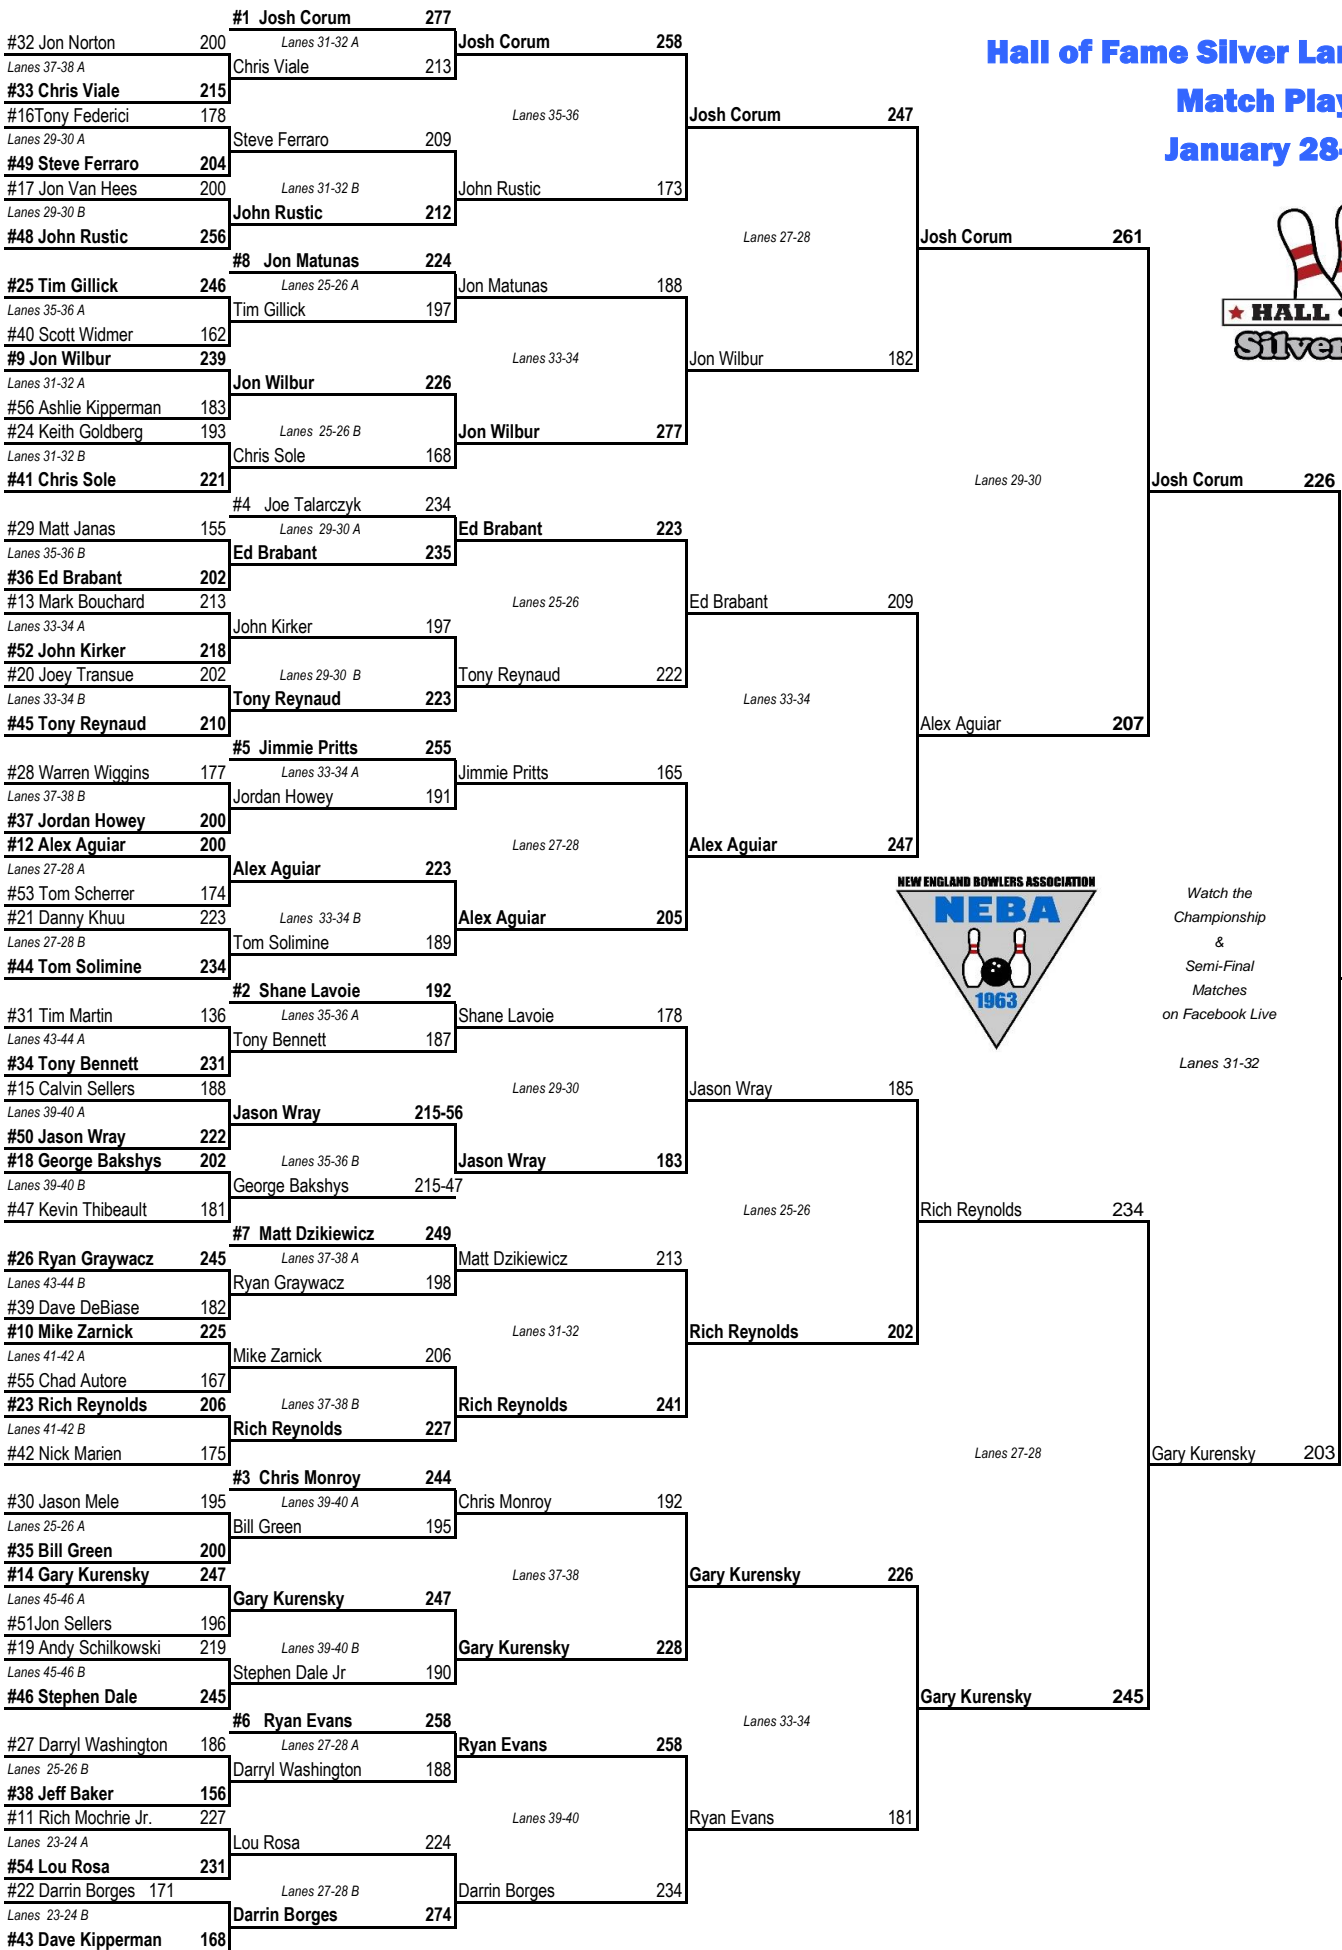 #1 Josh Corum 277
#32 Jon Norton 200
Lanes 31-32 A
Josh Corum 258
Hall of Fame Silver
Lanes 37-38 A
Chris Viale 213
#33 Chris Viale 215
Match
#16Tony Federici 178
Lanes 35-36
Josh Corum 247
Lanes 29-30 A
Steve Ferraro 209
January
#49 Steve Ferraro 204
#17 Jon Van Hees 200
Lanes 31-32 B
John Rustic 173
Lanes 29-30 B
John Rustic 212
#48 John Rustic 256
Lanes 27-28
Josh Corum 261
#8 Jon Matunas 224
#25 Tim Gillick 246
Lanes 25-26 A
Jon Matunas 188
Lanes 35-36 A
Tim Gillick 197
HALL
#40 Scott Widmer 162
Silver
#9 Jon Wilbur 239
Lanes 33-34
Jon Wilbur 182
Lanes 31-32 A
Jon Wilbur 226
#56 Ashlie Kipperman 183
#24 Keith Goldberg 193
Lanes 25-26 B
Jon Wilbur 277
Lanes 31-32 B
Chris Sole 168
#41 Chris Sole 221
Lanes 29-30
Josh Corum 226
#4 Joe Talarczyk 234
#29 Matt Janas 155
Lanes 29-30 A
Ed Brabant 223
Lanes 35-36 B
Ed Brabant 235
#36 Ed Brabant 202
#13 Mark Bouchard 213
Lanes 25-26
Ed Brabant 209
Lanes 33-34 A
John Kirker 197
#52 John Kirker 218
#20 Joey Transue 202
Lanes 29-30 B
Tony Reynaud 222
Lanes 33-34 B
Tony Reynaud 223
Lanes 33-34
#45 Tony Reynaud 210
Alex Aguiar 207
#5 Jimmie Pritts 255
#28 Warren Wiggins 177
Lanes 33-34 A
Jimmie Pritts 165
Lanes 37-38 B
Jordan Howey 191
#37 Jordan Howey 200
#12 Alex Aguiar 200
Lanes 27-28
Alex Aguiar 247
Lanes 27-28 A
Alex Aguiar 223
NEW ENGLAND BOWLERS ASSOCIATION
#53 Tom Scherrer 174
Watch the
#21 Danny Khuu 223
Lanes 33-34 B
Alex Aguiar 205
NEBA
Championship
Lanes 27-28 B
Tom Solimine 189
&
#44 Tom Solimine 234
Semi-Final
#2 Shane Lavoie 192
1963
Matches
#31 Tim Martin 136
Lanes 35-36 A
Shane Lavoie 178
on Facebook Live
Lanes 43-44 A
Tony Bennett 187
#34 Tony Bennett 231
Lanes 31-32
#15 Calvin Sellers 188
Lanes 29-30
Jason Wray 185
Lanes 39-40 A
Jason Wray 215-56
#50 Jason Wray 222
#18 George Bakshys 202
Lanes 35-36 B
Jason Wray 183
Lanes 39-40 B
George Bakshys 215-47
#47 Kevin Thibeault 181
Lanes 25-26
Rich Reynolds 234
#7 Matt Dzikiewicz 249
#26 Ryan Graywacz 245
Lanes 37-38 A
Matt Dzikiewicz 213
Lanes 43-44 B
Ryan Graywacz 198
#39 Dave DeBiase 182
#10 Mike Zarnick 225
Lanes 31-32
Rich Reynolds 202
Lanes 41-42 A
Mike Zarnick 206
#55 Chad Autore 167
#23 Rich Reynolds 206
Lanes 37-38 B
Rich Reynolds 241
Lanes 41-42 B
Rich Reynolds 227
#42 Nick Marien 175
Lanes 27-28
Gary Kurensky 203
#3 Chris Monroy 244
#30 Jason Mele 195
Lanes 39-40 A
Chris Monroy 192
Lanes 25-26 A
Bill Green 195
#35 Bill Green 200
#14 Gary Kurensky 247
Lanes 37-38
Gary Kurensky 226
Lanes 45-46 A
Gary Kurensky 247
#51Jon Sellers 196
#19 Andy Schilkowski 219
Lanes 39-40 B
Gary Kurensky 228
Lanes 45-46 B
Stephen Dale Jr 190
#46 Stephen Dale 245
Gary Kurensky 245
#6 Ryan Evans 258
Lanes 33-34
#27 Darryl Washington 186
Lanes 27-28 A
Ryan Evans 258
Lanes 25-26 B
Darryl Washington 188
#38 Jeff Baker 156
#11 Rich Mochrie Jr. 227
Lanes 39-40
Ryan Evans 181
Lanes 23-24 A
Lou Rosa 224
#54 Lou Rosa 231
#22 Darrin Borges 171
Lanes 27-28 B
Darrin Borges 234
Lanes 23-24 B
Darrin Borges 274
#43 Dave Kipperman 168